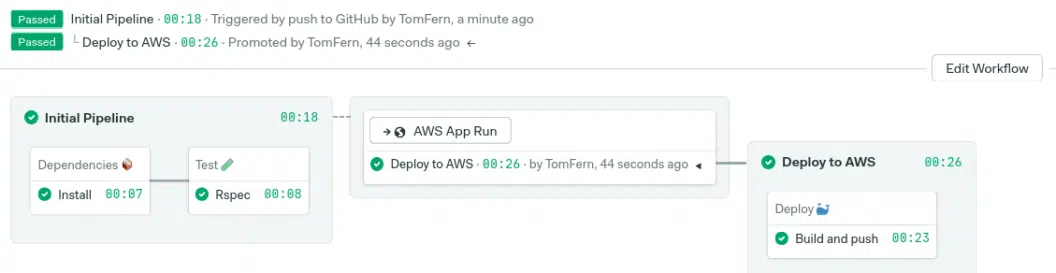 Passed Initial Pipeline · 00:18 · Triggered by push to GitHub by TomFern, a minute ago
Passed Deploy to AWS · 00:26 · Promoted by TomFern, 44 seconds ago ←
Edit Workflow
Initial Pipeline 00:18
Dependencies
Install 00:07
Test
Rspec 00:08
AWS App Run
Deploy to AWS · 00:26 · by TomFern, 44 seconds ago
Deploy to AWS 00:26
Deploy
Build and push 00:23